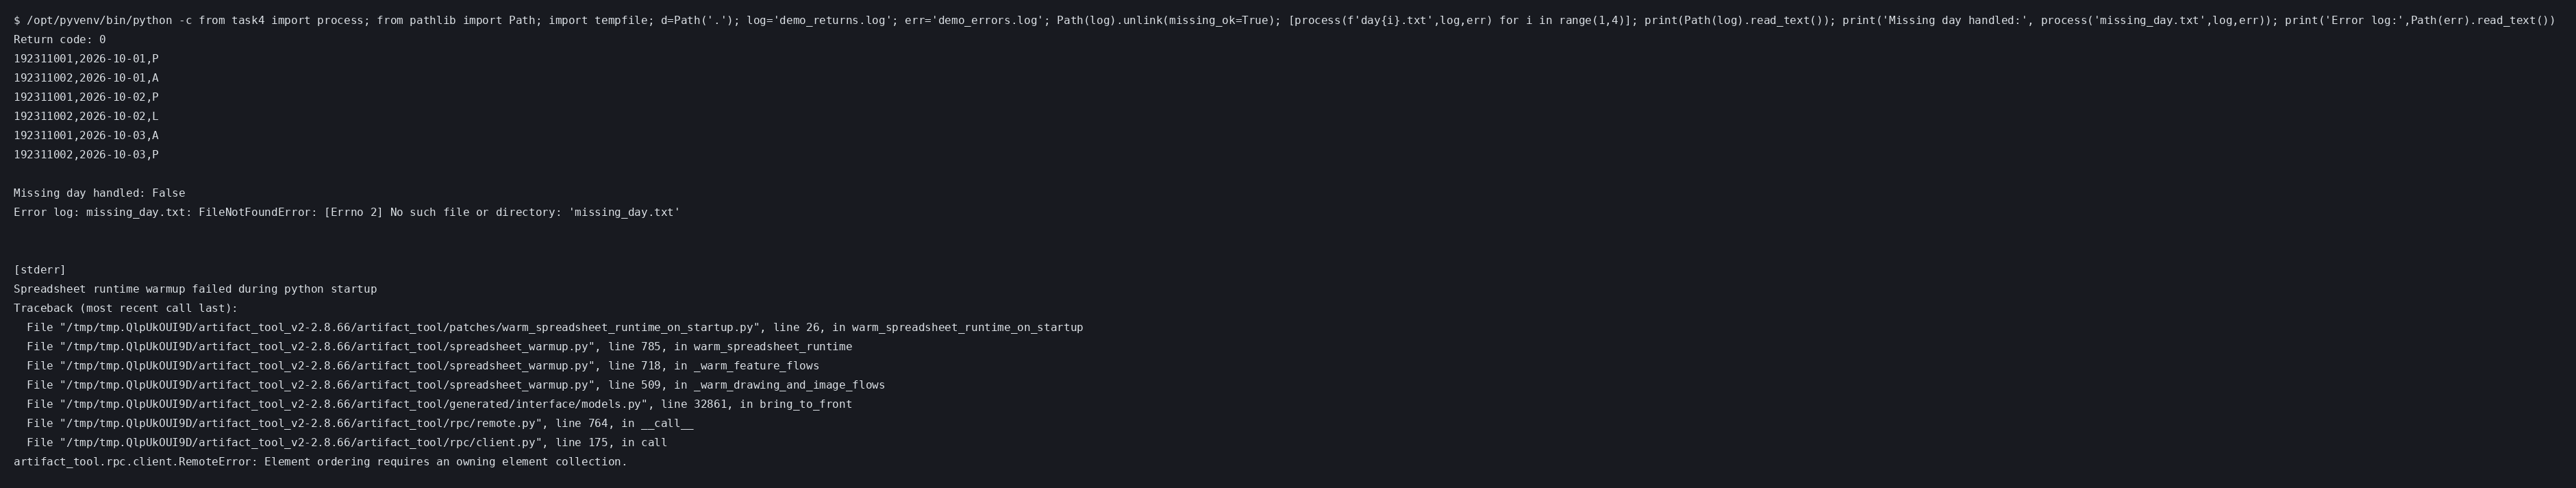 $ /opt/pyvenv/bin/python -c from task4 import process; from pathlib import Path; import tempfile; d=Path('.'); log='demo_returns.log'; err='demo_errors.log'; Path(log).unlink(missing_ok=True); [process(f'day{i}.txt',log,err) for i in range(1,4)]; print(Path(log).read_text()); print('Missing day handled:', process('missing_day.txt',log,err)); print('Error log:',Path(err).read_text())
Return code: 0
192311001,2026-10-01,P
192311002,2026-10-01,A
192311001,2026-10-02,P
192311002,2026-10-02,L
192311001,2026-10-03,A
192311002,2026-10-03,P
Missing day handled: False
Error log: missing_day.txt: FileNotFoundError: [Errno 2] No such file or directory: 'missing_day.txt'
[stderr]
Spreadsheet runtime warmup failed during python startup
Traceback (most recent call last):
  File "/tmp/tmp.QlpUkOUI9D/artifact_tool_v2-2.8.66/artifact_tool/patches/warm_spreadsheet_runtime_on_startup.py", line 26, in warm_spreadsheet_runtime_on_startup
  File "/tmp/tmp.QlpUkOUI9D/artifact_tool_v2-2.8.66/artifact_tool/spreadsheet_warmup.py", line 785, in warm_spreadsheet_runtime
  File "/tmp/tmp.QlpUkOUI9D/artifact_tool_v2-2.8.66/artifact_tool/spreadsheet_warmup.py", line 718, in _warm_feature_flows
  File "/tmp/tmp.QlpUkOUI9D/artifact_tool_v2-2.8.66/artifact_tool/spreadsheet_warmup.py", line 509, in _warm_drawing_and_image_flows
  File "/tmp/tmp.QlpUkOUI9D/artifact_tool_v2-2.8.66/artifact_tool/generated/interface/models.py", line 32861, in bring_to_front
  File "/tmp/tmp.QlpUkOUI9D/artifact_tool_v2-2.8.66/artifact_tool/rpc/remote.py", line 764, in __call__
  File "/tmp/tmp.QlpUkOUI9D/artifact_tool_v2-2.8.66/artifact_tool/rpc/client.py", line 175, in call
artifact_tool.rpc.client.RemoteError: Element ordering requires an owning element collection.